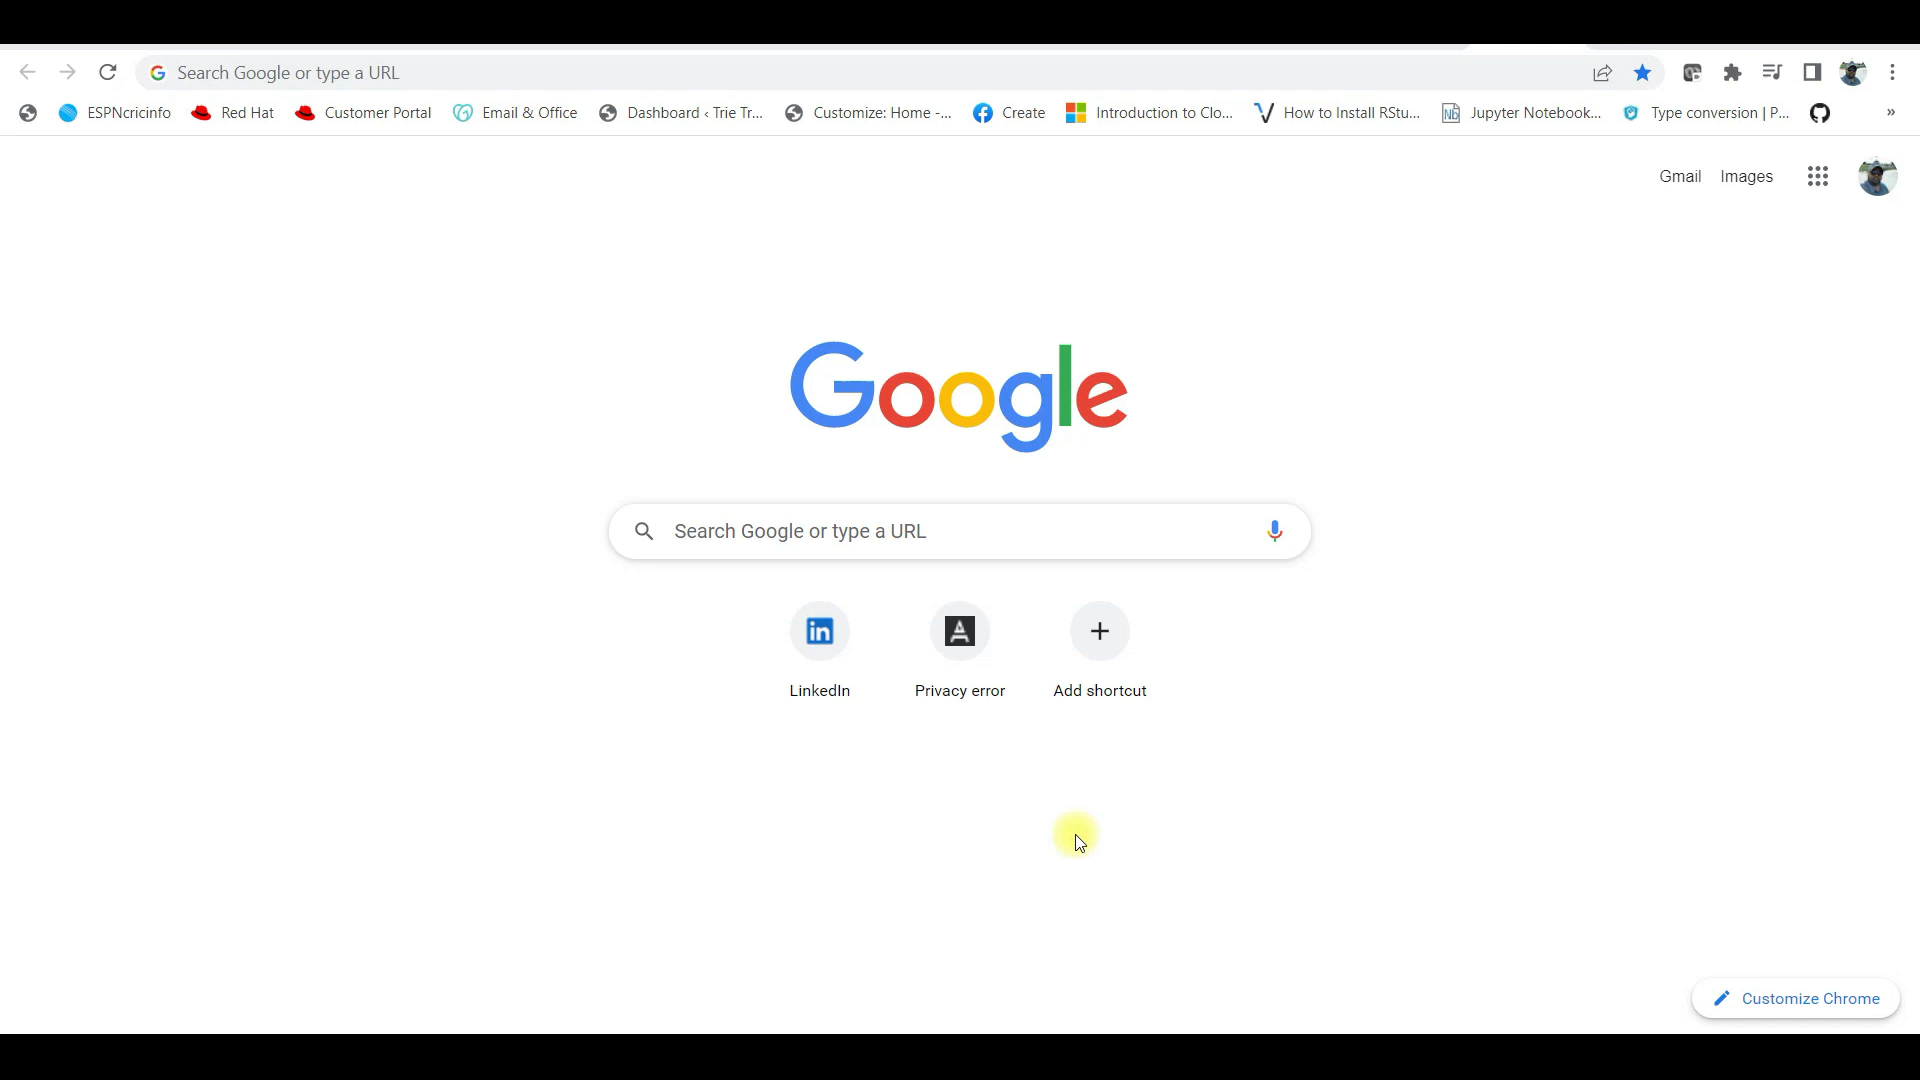 Search Google or type a URL
ESPNcricinfo Red Hat Customer Portal Email & Office Dashboard ‹ Trie Tr... Customize: Home -... Create Introduction to Clo... How to Install RStu... Jupyter Notebook... Type conversion | P... »
Gmail Images
Google
Search Google or type a URL
LinkedIn Privacy error Add shortcut
Customize Chrome